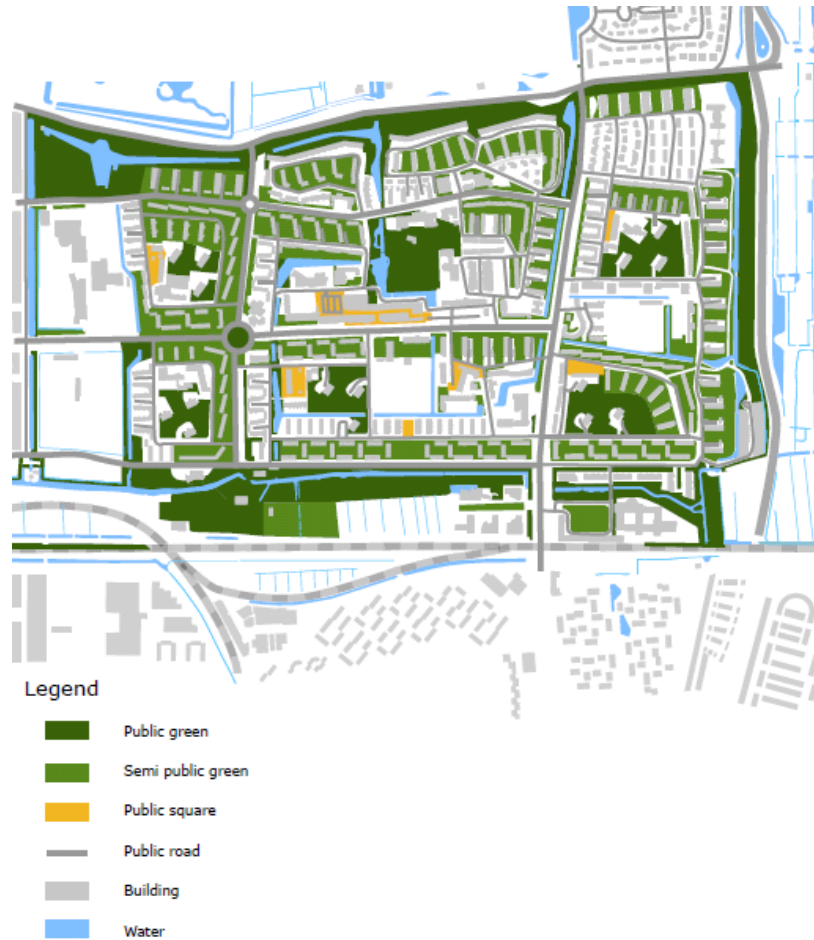 Legend
Public green
Semi public green
Public square
Public road
Building
Water